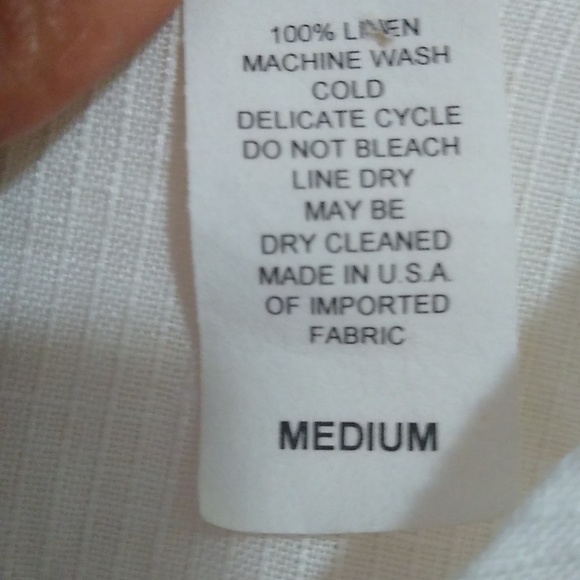 100% LINEN
MACHINE WASH
COLD
DELICATE CYCLE
DO NOT BLEACH
LINE DRY
MAY BE
DRY CLEANED
MADE IN U.S.A.
OF IMPORTED
FABRIC
MEDIUM